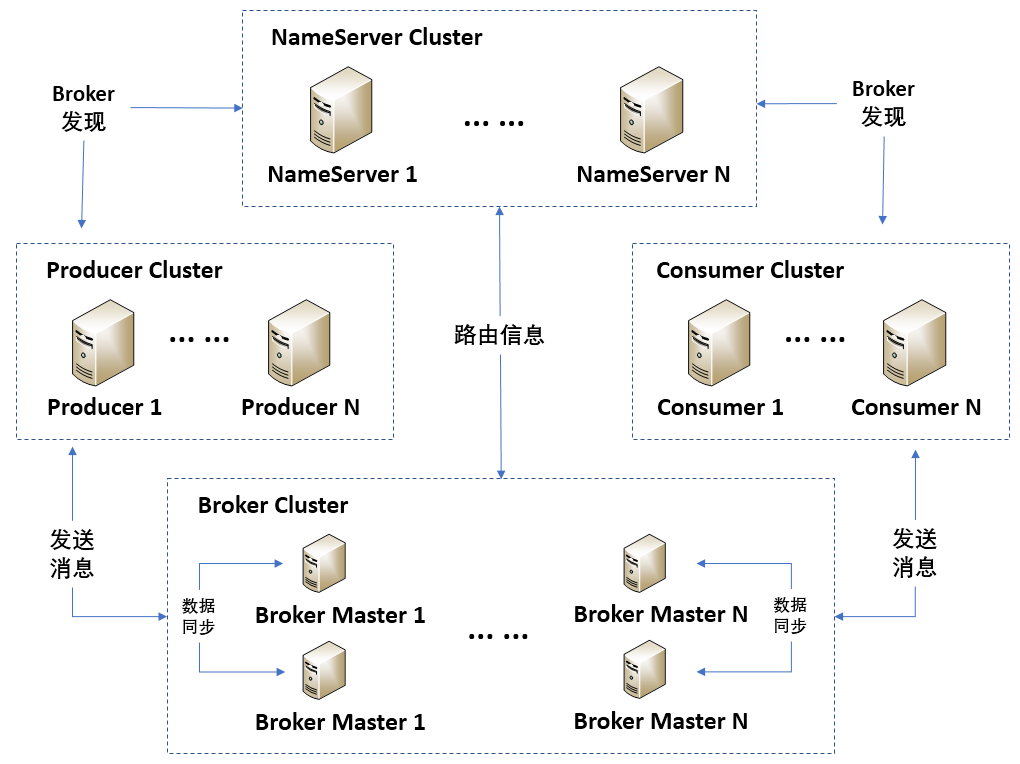 NameServer Cluster
... ...
NameServer 1
NameServer N
Broker
发现
Broker
发现
Producer Cluster
... ...
Producer 1
Producer N
路由信息
Consumer Cluster
... ...
Consumer 1
Consumer N
发送
消息
Broker Cluster
数据
同步
Broker Master 1
Broker Master 1
... ...
Broker Master N
Broker Master N
数据
同步
发送
消息